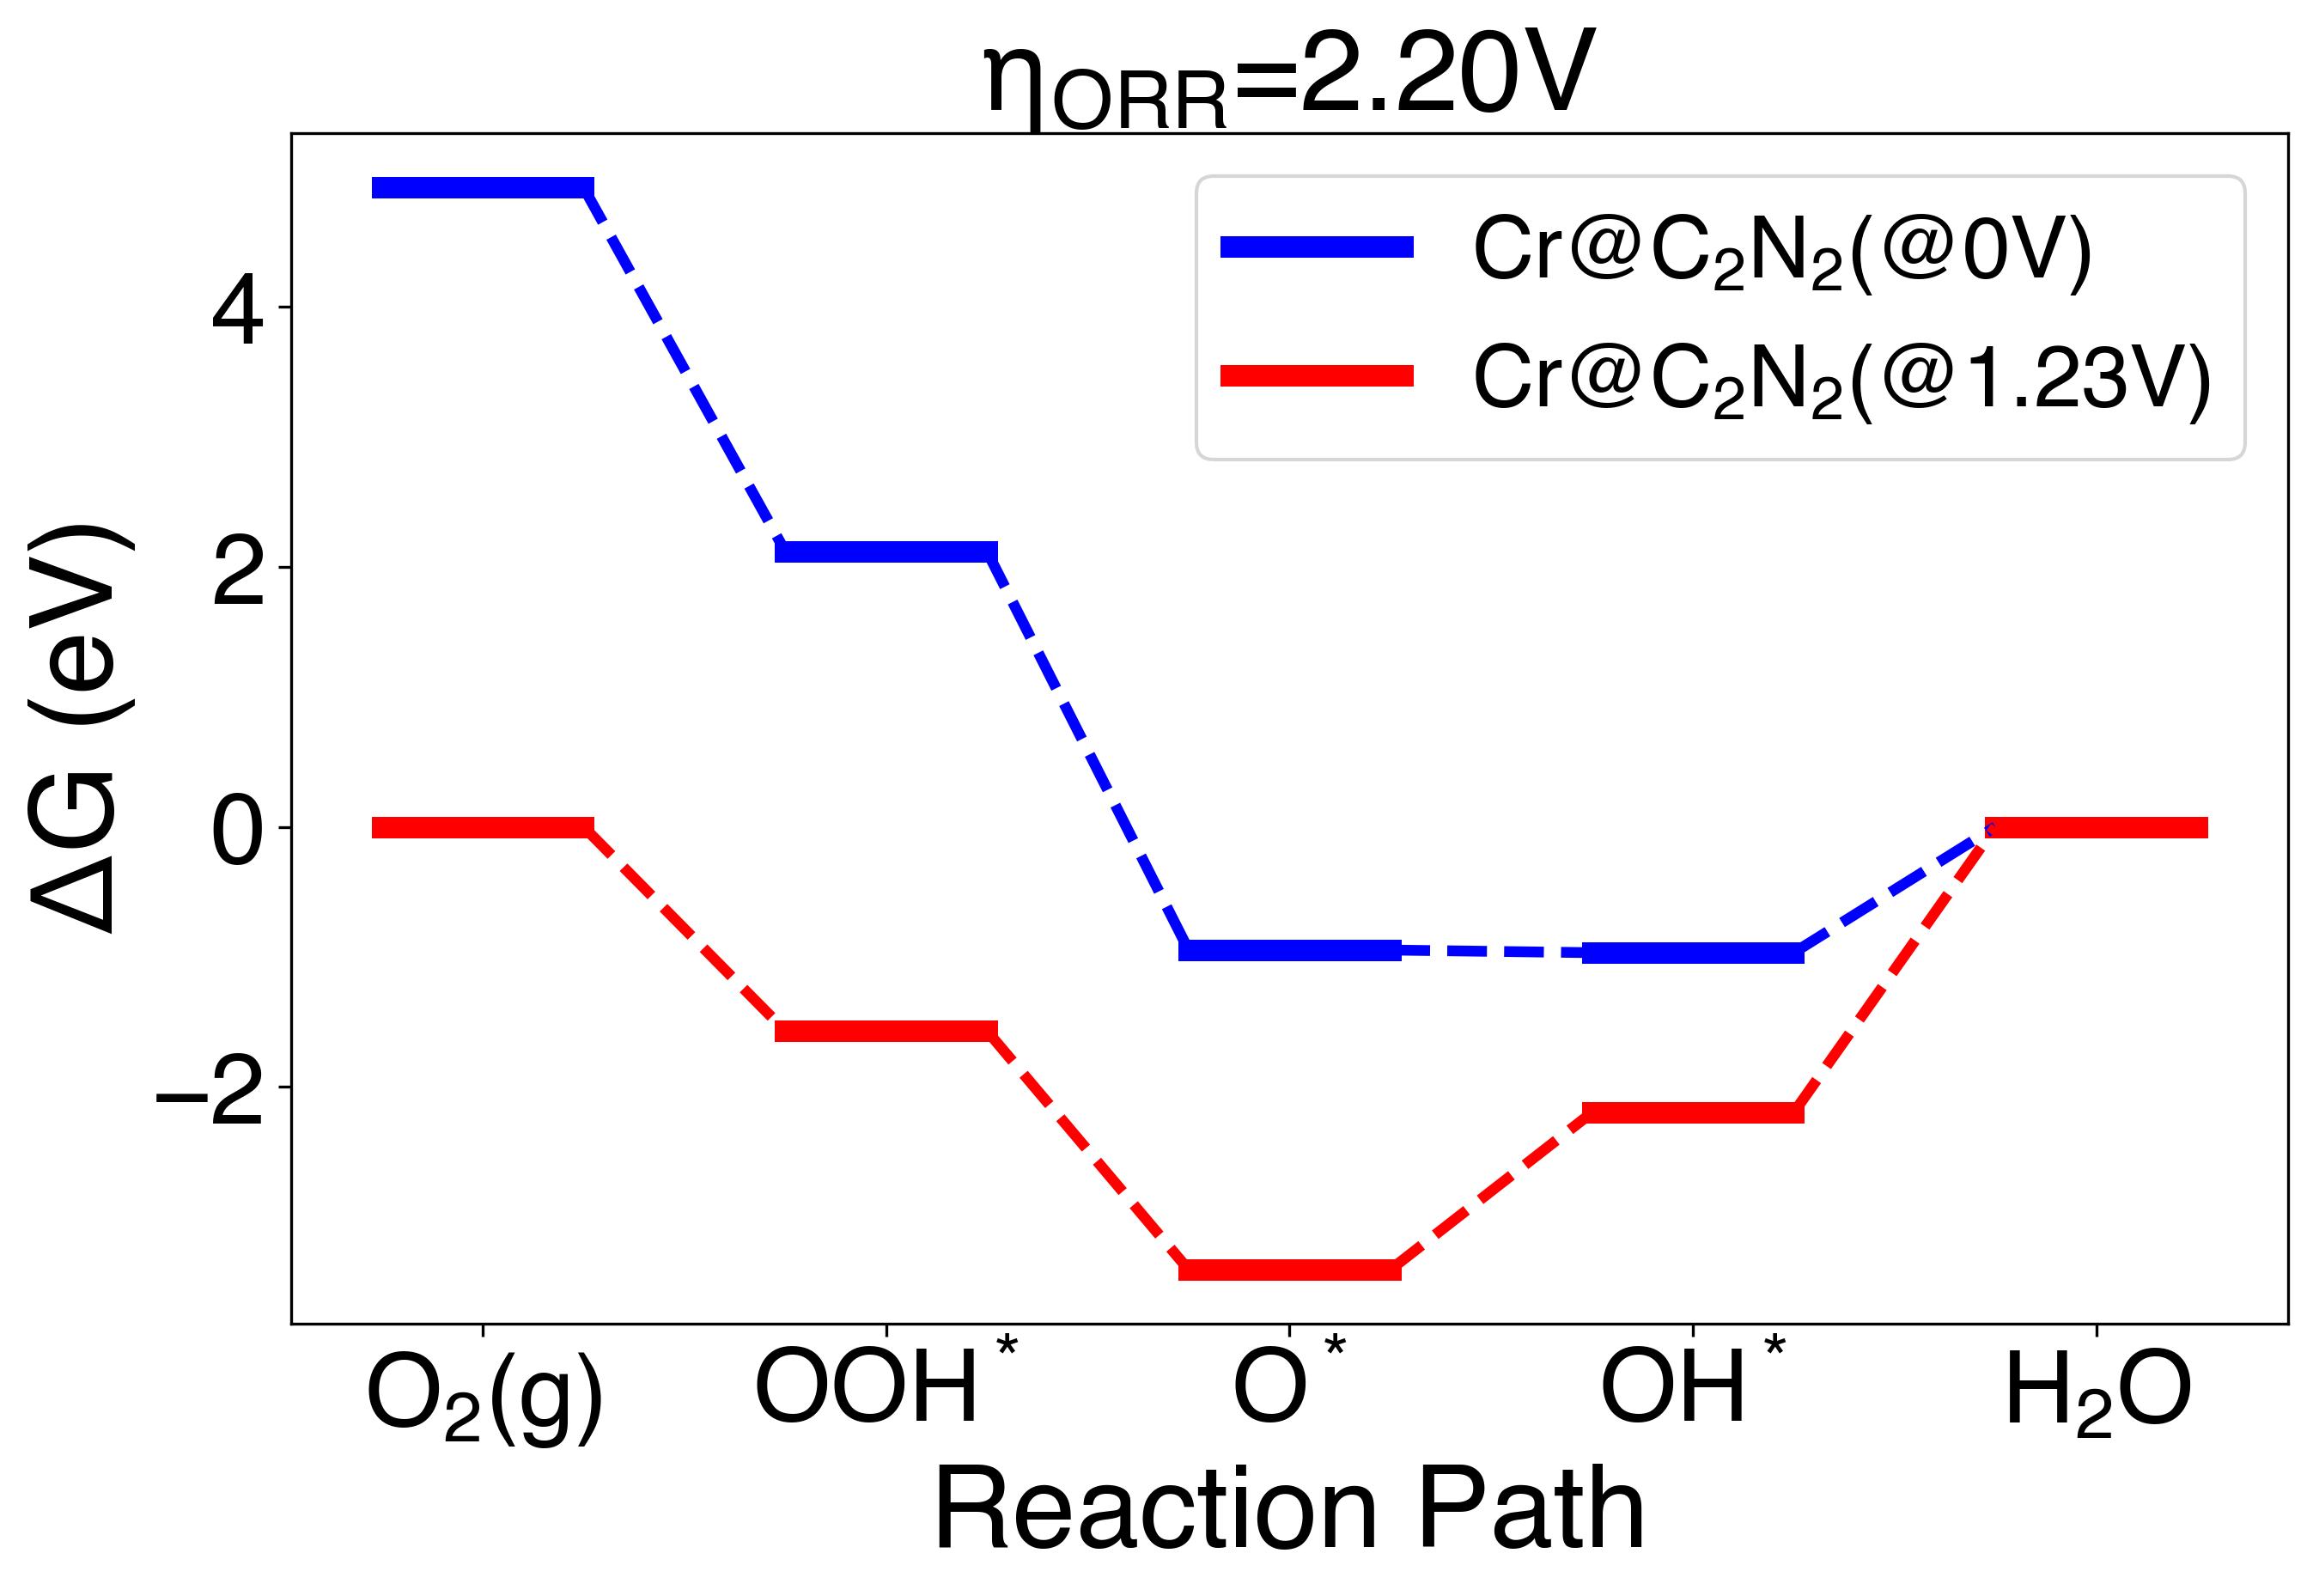 η_ORR=2.20V
Cr@C₂N₂(@0V)
Cr@C₂N₂(@1.23V)
ΔG (eV)
4
2
0
−2
O₂(g) OOH* O* OH* H₂O
Reaction Path